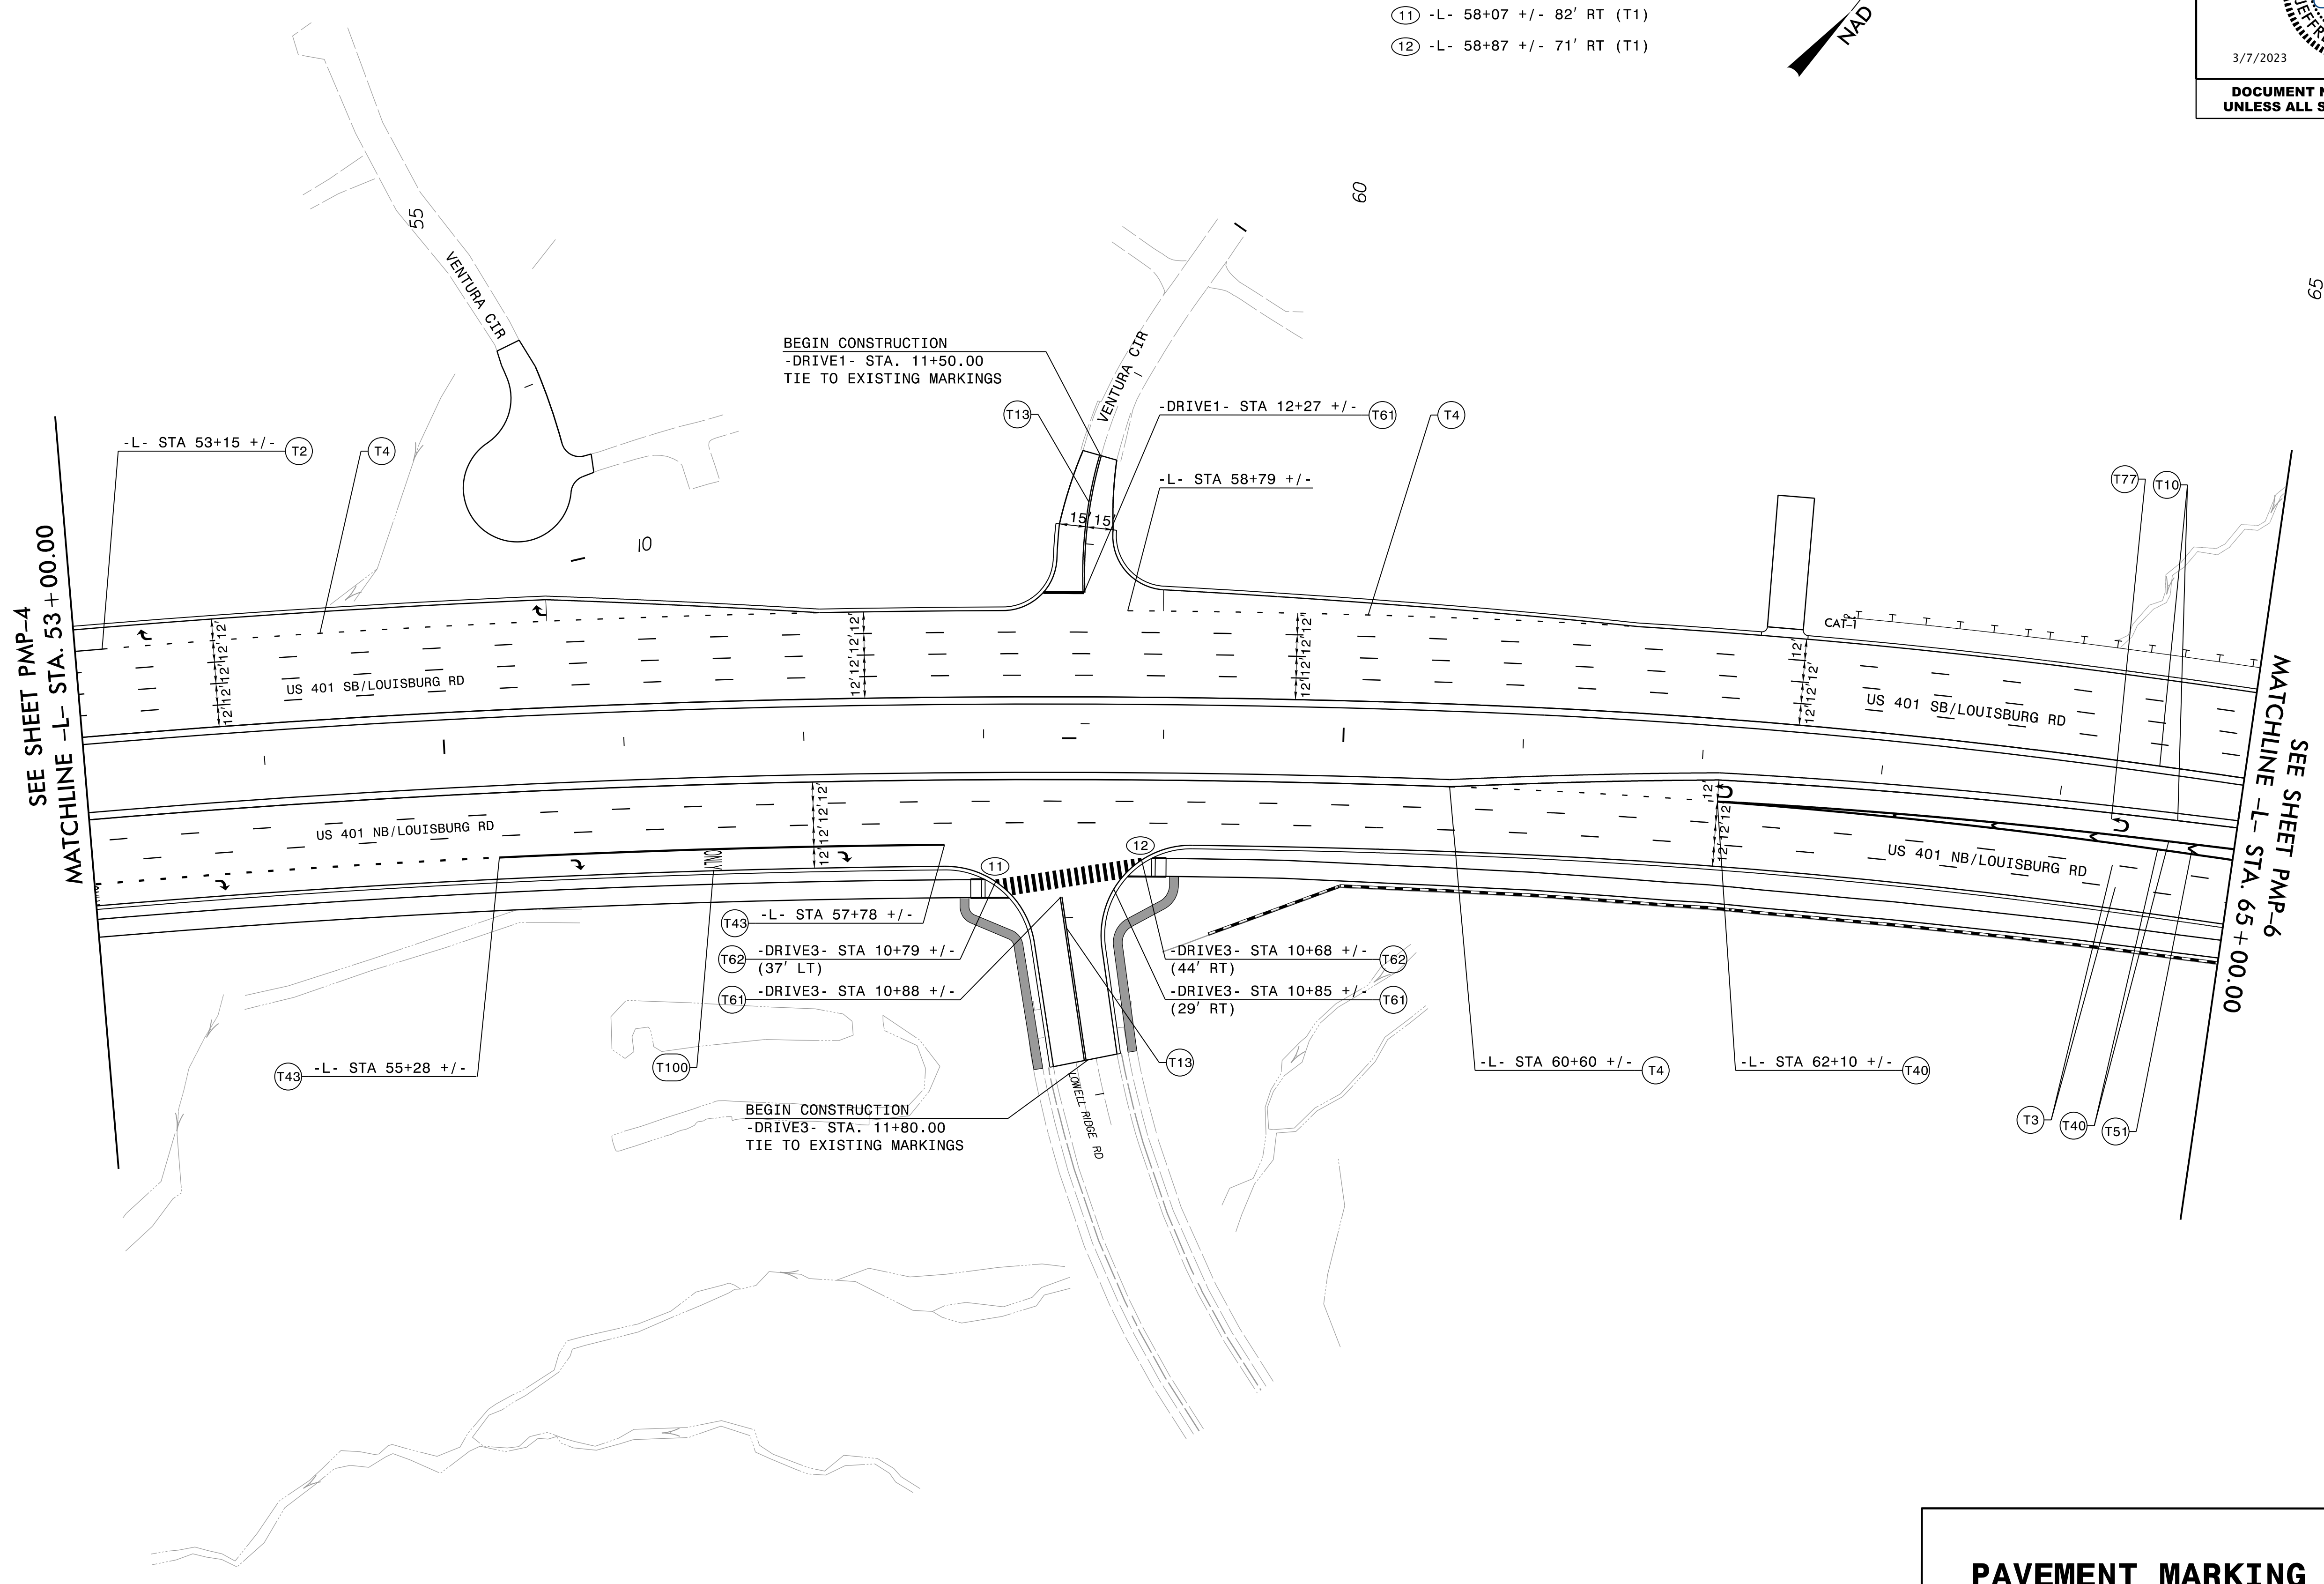 11 -L- 58+07 +/- 82' RT (T1)
12 -L- 58+87 +/- 71' RT (T1)
NAD
3/7/2023
60
55
65
VENTURA CIR
BEGIN CONSTRUCTION
-DRIVE1- STA. 11+50.00
TIE TO EXISTING MARKINGS
VENTURA CIR
T13
-DRIVE1- STA 12+27 +/- T61
T4
-L- STA 53+15 +/- T2
T4
-L- STA 58+79 +/-
T77
T10
15' 15'
10
SEE SHEET PMP-4
MATCHLINE -L- STA. 53+00.00
CAT-1
12'12'12'12'
12'12'12'12'
12'12'12'12'
12'
12'12'12'
US 401 SB/LOUISBURG RD
US 401 SB/LOUISBURG RD
SEE SHEET PMP-6
MATCHLINE -L- STA. 65+00.00
12'12'12'12'
12'
12'12'12'
US 401 NB/LOUISBURG RD
US 401 NB/LOUISBURG RD
ONLY
11
12
T43 -L- STA 57+78 +/-
T62 -DRIVE3- STA 10+79 +/-
(37' LT)
T61 -DRIVE3- STA 10+88 +/-
-DRIVE3- STA 10+68 +/- T62
(44' RT)
-DRIVE3- STA 10+85 +/- T61
(29' RT)
T43 -L- STA 55+28 +/-
T100
T13
-L- STA 60+60 +/- T4
-L- STA 62+10 +/- T40
BEGIN CONSTRUCTION
-DRIVE3- STA. 11+80.00
TIE TO EXISTING MARKINGS
LOWELL RIDGE RD
T3
T40
T51
PAVEMENT MARKING